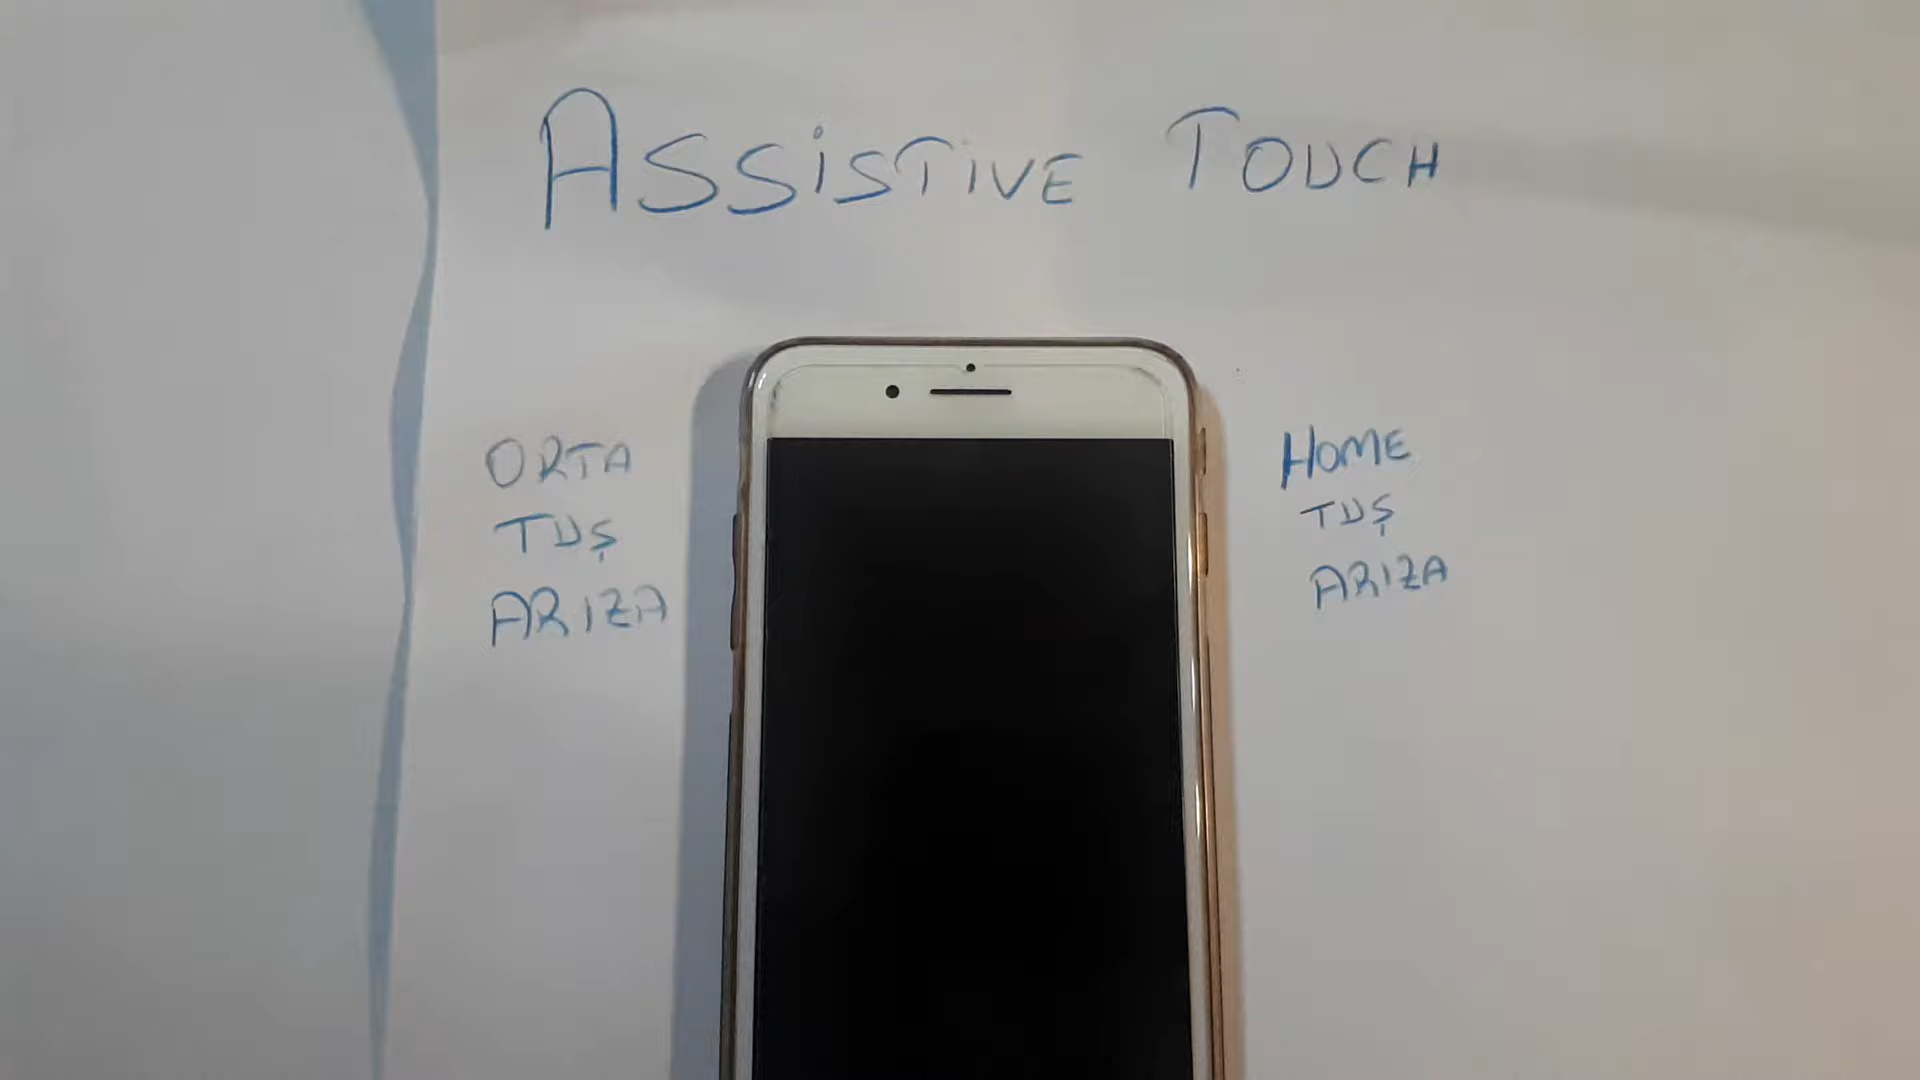 ASSiSTiVE TOUCH
ORTA
TUŞ
ARIZA
HOME
TUŞ
ARIZA